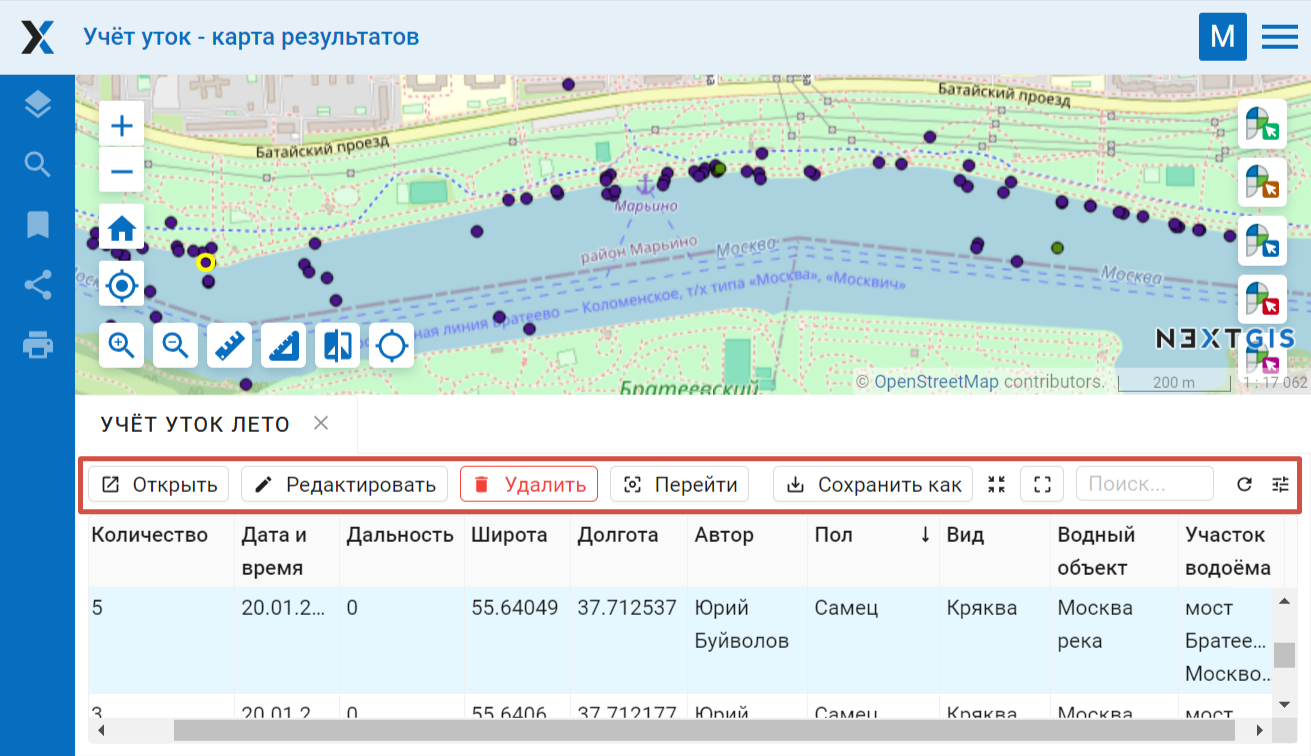 Учёт уток - карта результатов
M
Батайский проезд
Батайский проезд
Марьино
район Марьино
Москва
Москва
Братеево — Коломенское, т/х типа «Москва», «Москвич»
Братеевский
NEXTGIS
© OpenStreetMap contributors.
200 m
1 : 17 062
УЧЁТ УТОК ЛЕТО
Открыть
Редактировать
Удалить
Перейти
Сохранить как
Поиск...
Количество Дата и время Дальность Широта Долгота Автор Пол Вид Водный объект Участок водоёма
5 20.01.2... 0 55.64049 37.712537 Юрий Буйволов Самец Кряква Москва река мост Братее... Москво...
3 20.01.2 0 55.6406 37.712177 Юрий Самец Кряква Москва мост